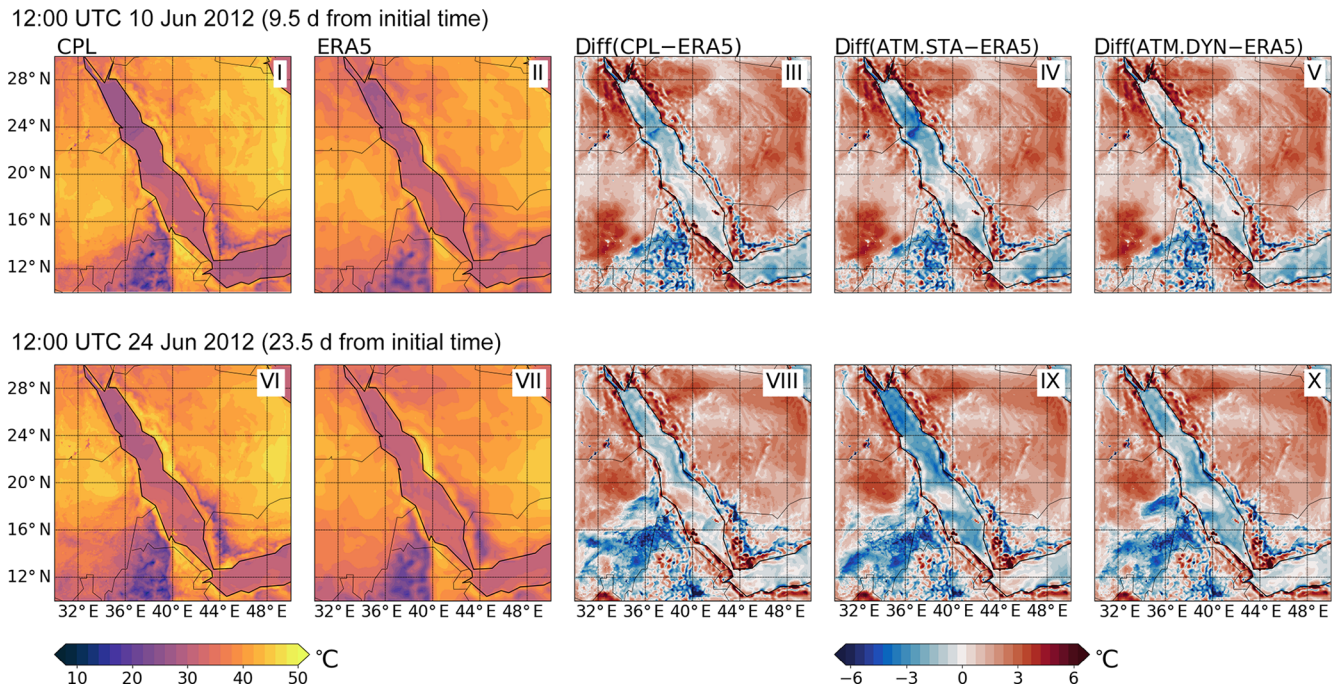 12:00 UTC 10 Jun 2012 (9.5 d from initial time)
CPL ERA5 Diff(CPL−ERA5) Diff(ATM.STA−ERA5) Diff(ATM.DYN−ERA5)
I II III IV V
28° N
24° N
20° N
16° N
12° N
12:00 UTC 24 Jun 2012 (23.5 d from initial time)
VI VII VIII IX X
28° N
24° N
20° N
16° N
12° N
32° E 36° E 40° E 44° E 48° E 32° E 36° E 40° E 44° E 48° E 32° E 36° E 40° E 44° E 48° E 32° E 36° E 40° E 44° E 48° E 32° E 36° E 40° E 44° E 48° E
°C °C
10 20 30 40 50 −6 −3 0 3 6